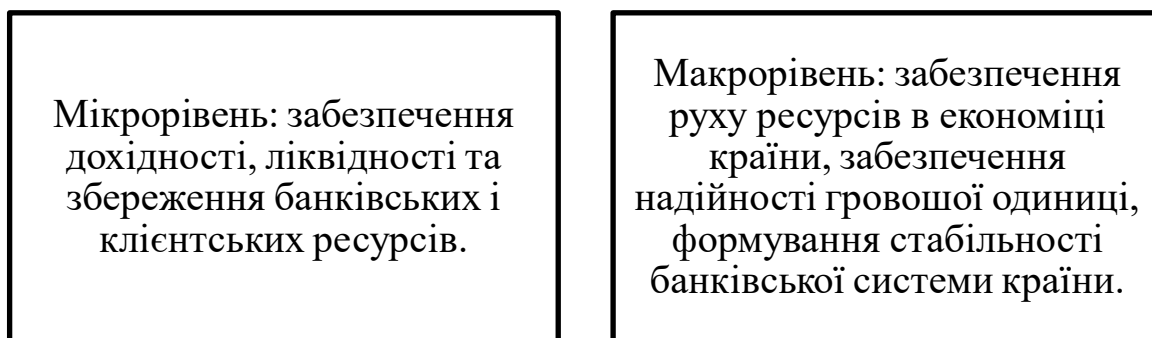 Мікрорівень: забезпечення
дохідності, ліквідності та
збереження банківських і
клієнтських ресурсів.
Макрорівень: забезпечення
руху ресурсів в економіці
країни, забезпечення
надійності гровошої одиниці,
формування стабільності
банківської системи країни.